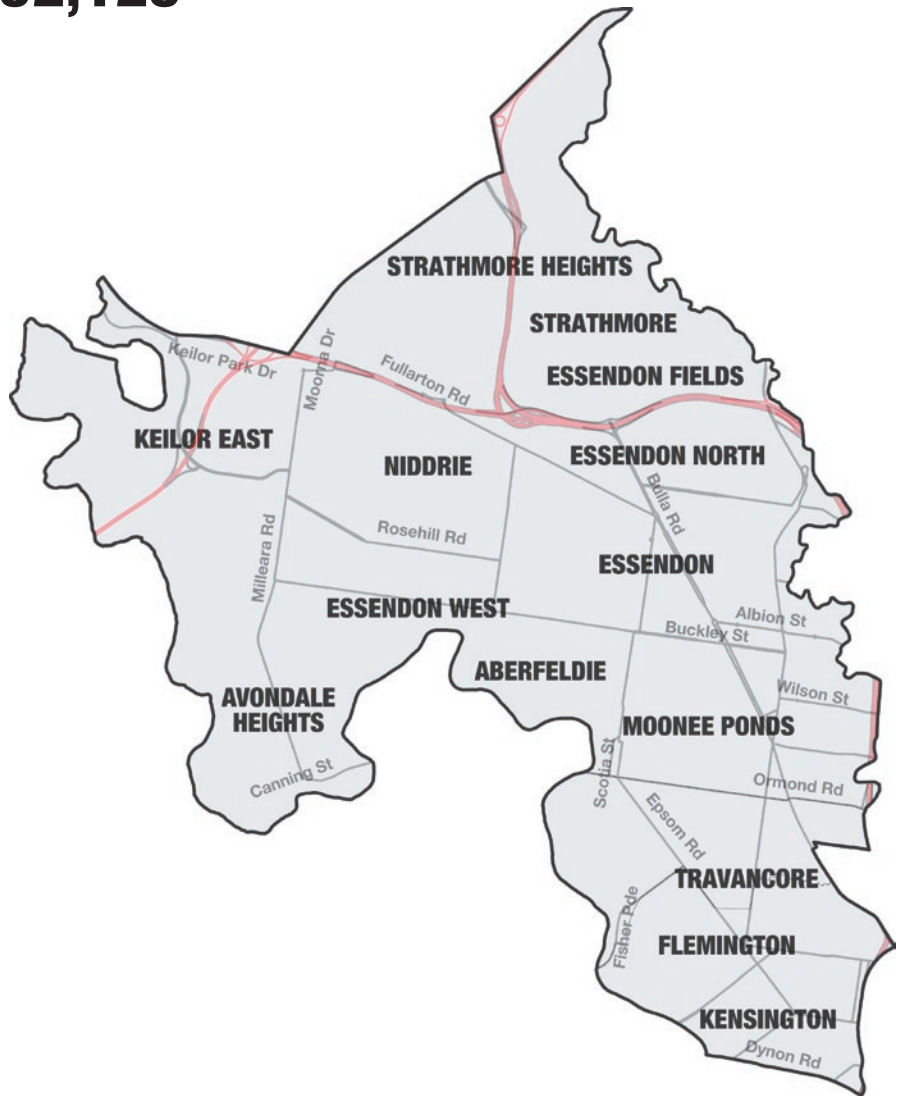 STRATHMORE HEIGHTS
STRATHMORE
Keilor Park Dr
Mooma Dr
Fullarton Rd
ESSENDON FIELDS
KEILOR EAST
NIDDRIE
ESSENDON NORTH
Bulla Rd
Rosehill Rd
Milleara Rd
ESSENDON
ESSENDON WEST
Albion St
Buckley St
ABERFELDIE
AVONDALE
HEIGHTS
Wilson St
MOONEE PONDS
Canning St
Scotia St
Ormond Rd
Epsom Rd
TRAVANCORE
Fisher Pde
FLEMINGTON
KENSINGTON
Dynon Rd